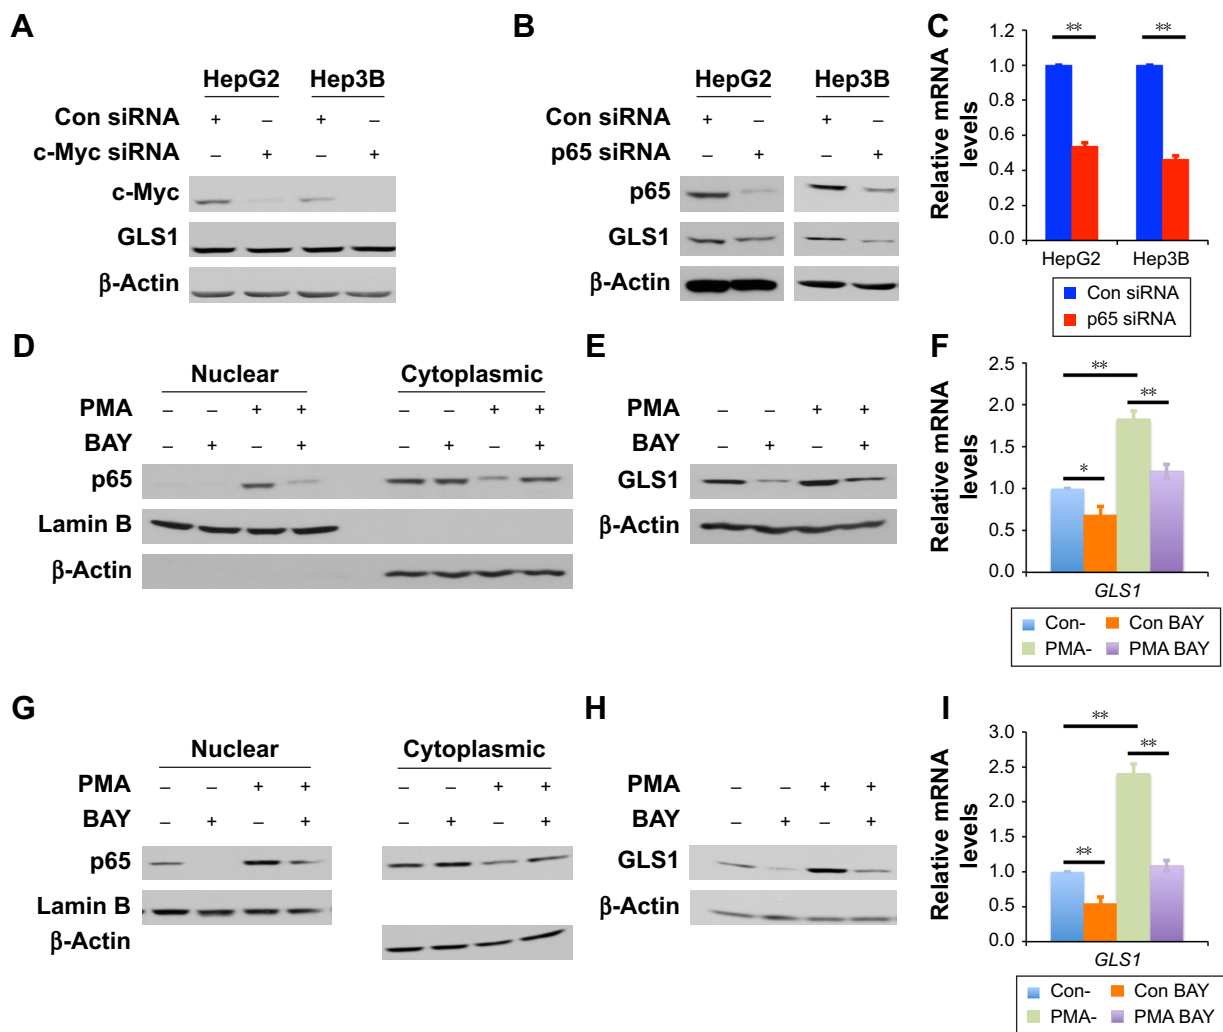 A
HepG2 Hep3B
Con siRNA + – + –
c-Myc siRNA – + – +
c-Myc
GLS1
β-Actin
B
HepG2 Hep3B
Con siRNA + – + –
p65 siRNA – + – +
p65
GLS1
β-Actin
C
Relative mRNA levels
1.2
1.0
0.8
0.6
0.4
0.2
0.0
** **
HepG2 Hep3B
Con siRNA
p65 siRNA
D
Nuclear Cytoplasmic
PMA – – + + – – + +
BAY – + – + – + – +
p65
Lamin B
β-Actin
E
PMA – – + +
BAY – + – +
GLS1
β-Actin
F
Relative mRNA levels
2.5
2.0
1.5
1.0
0.5
0.0
**
**
*
GLS1
Con- Con BAY
PMA- PMA BAY
G
Nuclear Cytoplasmic
PMA – – + + – – + +
BAY – + – + – + – +
p65
Lamin B
β-Actin
H
PMA – – + +
BAY – + – +
GLS1
β-Actin
I
Relative mRNA levels
3.0
2.5
2.0
1.5
1.0
0.5
0.0
**
**
**
GLS1
Con- Con BAY
PMA- PMA BAY